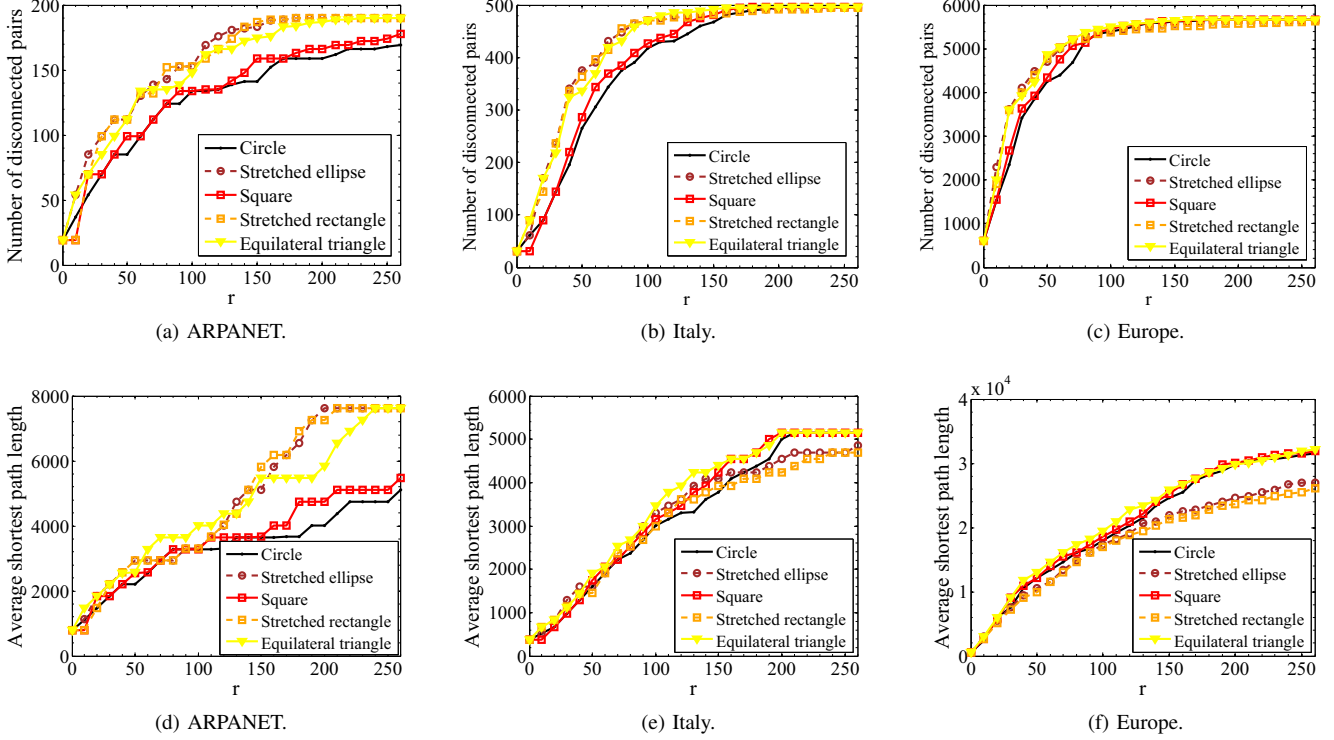 Number of disconnected pairs
200
150
100
50
0
0 50 100 150 200 250
r
Circle
Stretched ellipse
Square
Stretched rectangle
Equilateral triangle
(a) ARPANET.
Number of disconnected pairs
500
400
300
200
100
0
0 50 100 150 200 250
r
Circle
Stretched ellipse
Square
Stretched rectangle
Equilateral triangle
(b) Italy.
Number of disconnected pairs
6000
5000
4000
3000
2000
1000
0
0 50 100 150 200 250
r
Circle
Stretched ellipse
Square
Stretched rectangle
Equilateral triangle
(c) Europe.
Average shortest path length
8000
6000
4000
2000
0
0 50 100 150 200 250
r
Circle
Stretched ellipse
Square
Stretched rectangle
Equilateral triangle
(d) ARPANET.
Average shortest path length
6000
5000
4000
3000
2000
1000
0
0 50 100 150 200 250
r
Circle
Stretched ellipse
Square
Stretched rectangle
Equilateral triangle
(e) Italy.
Average shortest path length
x 10^4
4
3
2
1
0
0 50 100 150 200 250
r
Circle
Stretched ellipse
Square
Stretched rectangle
Equilateral triangle
(f) Europe.